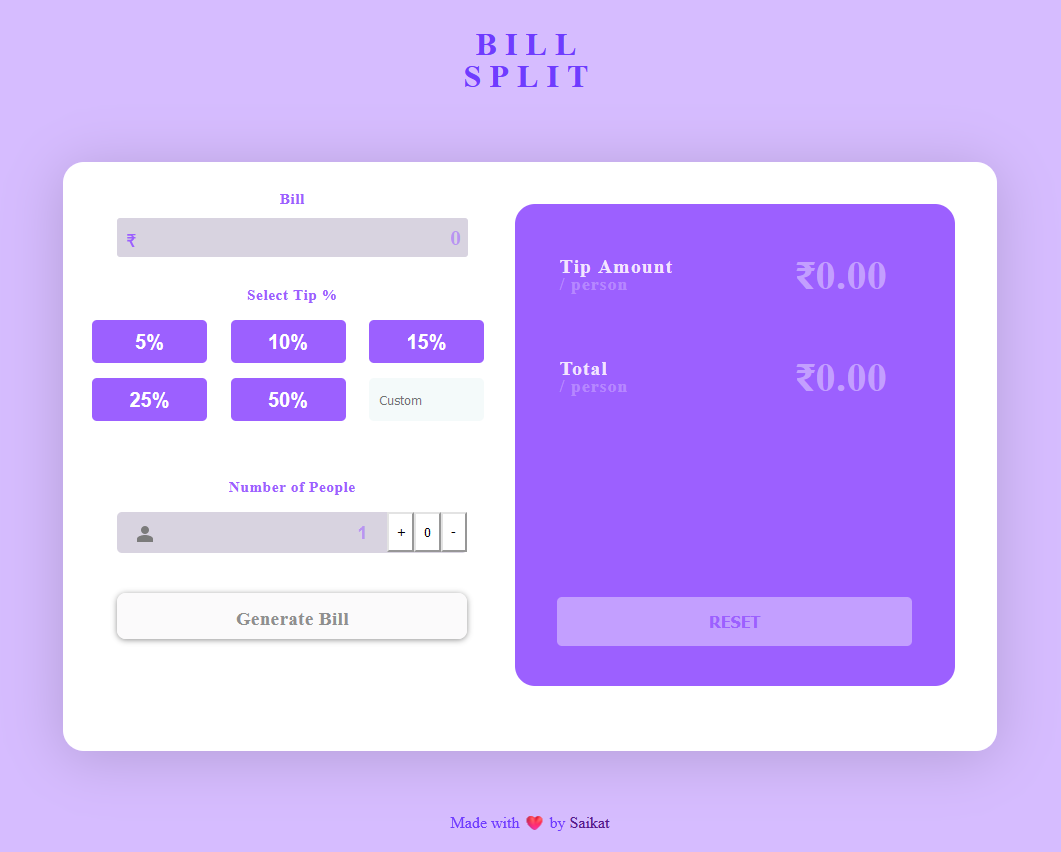 BILL
SPLIT
Bill
₹ 0
Select Tip %
5% 10% 15%
25% 50% Custom
Number of People
1 + 0 -
Generate Bill
Tip Amount ₹0.00
/ person
Total ₹0.00
/ person
RESET
Made with ❤️ by Saikat